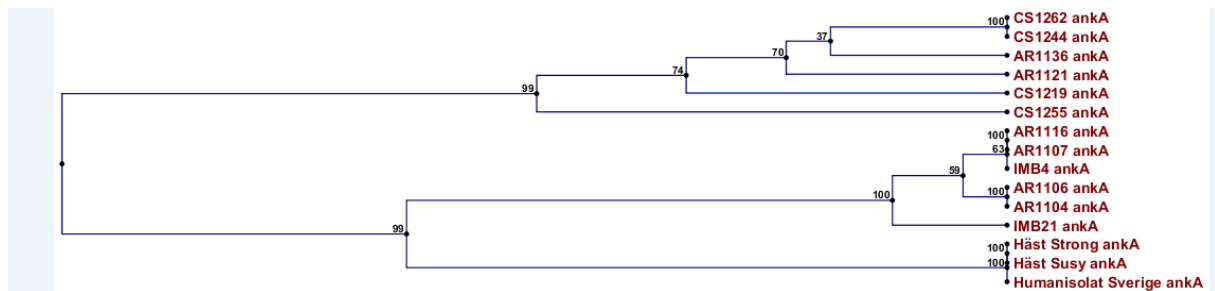 100 CS1262 ankA
CS1244 ankA
37
AR1136 ankA
70
AR1121 ankA
74
CS1219 ankA
99
CS1255 ankA
AR1116 ankA
100
AR1107 ankA
63
IMB4 ankA
59
AR1106 ankA
100
AR1104 ankA
100
IMB21 ankA
99
Häst Strong ankA
100
Häst Susy ankA
100
Humanisolat Sverige ankA